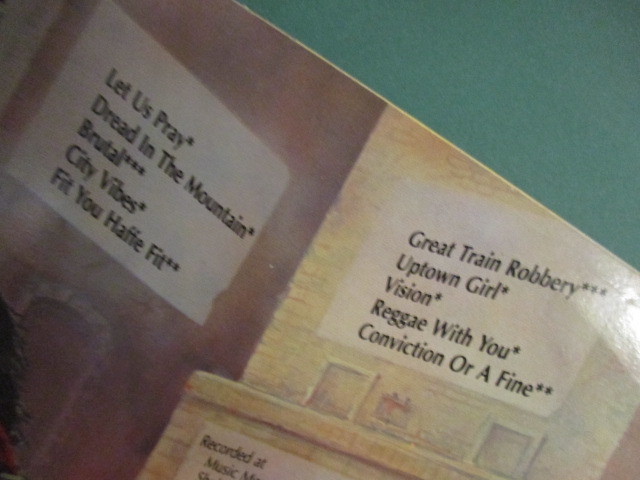 Let Us Pray*
Dread In The Mountain*
Brutal***
City Vibes*
Fit You Haffe Fit**
Great Train Robbery***
Uptown Girl*
Vision*
Reggae With You*
Conviction Or A Fine**
Recorded at
Music